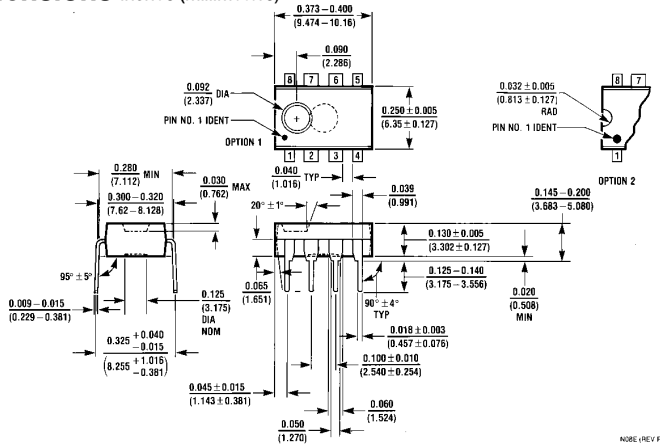 0.373 – 0.400
(9.474 – 10.16)
0.090
(2.286)
8 7 6 5
0.092
(2.337) DIA
PIN NO. 1 IDENT
OPTION 1
0.250 ± 0.005
(6.35 ± 0.127)
1 2 3 4
8 7
0.032 ± 0.005
(0.813 ± 0.127)
RAD
PIN NO. 1 IDENT
1
OPTION 2
0.280
(7.112) MIN
0.300 – 0.320
(7.62 – 8.128)
0.030
(0.762) MAX
0.040
(1.016) TYP
0.039
(0.991)
20° ± 1°
0.145 – 0.200
(3.683 – 5.080)
0.130 ± 0.005
(3.302 ± 0.127)
95° ± 5°
0.065
(1.651)
0.125 – 0.140
(3.175 – 3.556)
90° ± 4°
TYP
0.020
(0.508)
MIN
0.009 – 0.015
(0.229 – 0.381)
0.125
(3.175)
DIA
NOM
0.018 ± 0.003
(0.457 ± 0.076)
0.325 +0.040
−0.015
(8.255 +1.016
−0.381)
0.100 ± 0.010
(2.540 ± 0.254)
0.045 ± 0.015
(1.143 ± 0.381)
0.060
(1.524)
0.050
(1.270)
N08E (REV F